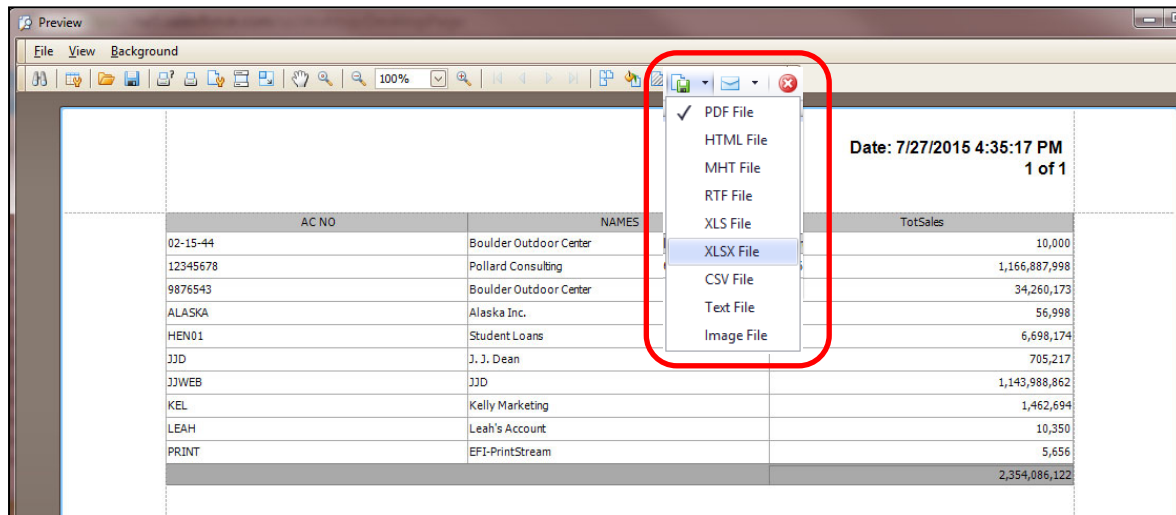 Preview
File View Background
100%
PDF File
HTML File
MHT File
RTF File
XLS File
XLSX File
CSV File
Text File
Image File
Date: 7/27/2015 4:35:17 PM
1 of 1
AC NO NAMES TotSales
02-15-44 Boulder Outdoor Center 10,000
12345678 Pollard Consulting 1,166,887,998
9876543 Boulder Outdoor Center 34,260,173
ALASKA Alaska Inc. 56,998
HEN01 Student Loans 6,698,174
JJD J. J. Dean 705,217
JJWEB JJD 1,143,988,862
KEL Kelly Marketing 1,462,694
LEAH Leah's Account 10,350
PRINT EFI-PrintStream 5,656
2,354,086,122